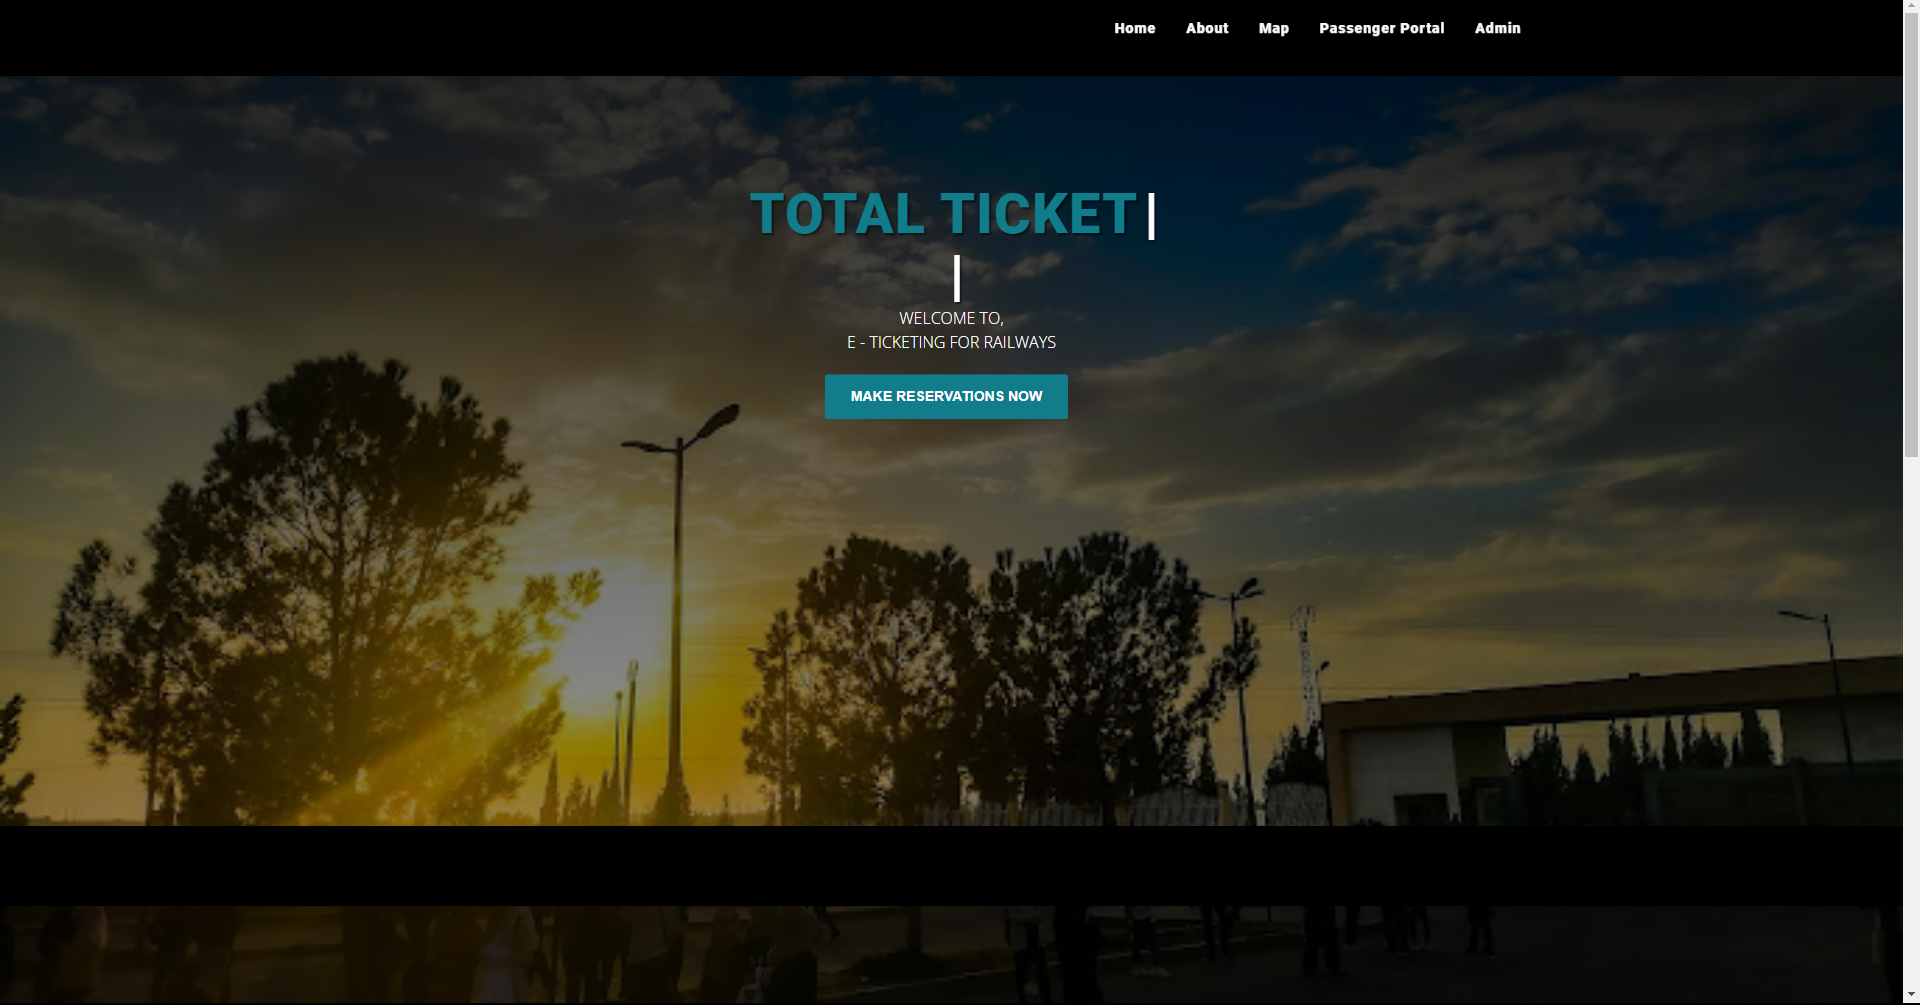 Home About Map Passenger Portal Admin
TOTAL TICKET|
|
WELCOME TO,
E - TICKETING FOR RAILWAYS
MAKE RESERVATIONS NOW